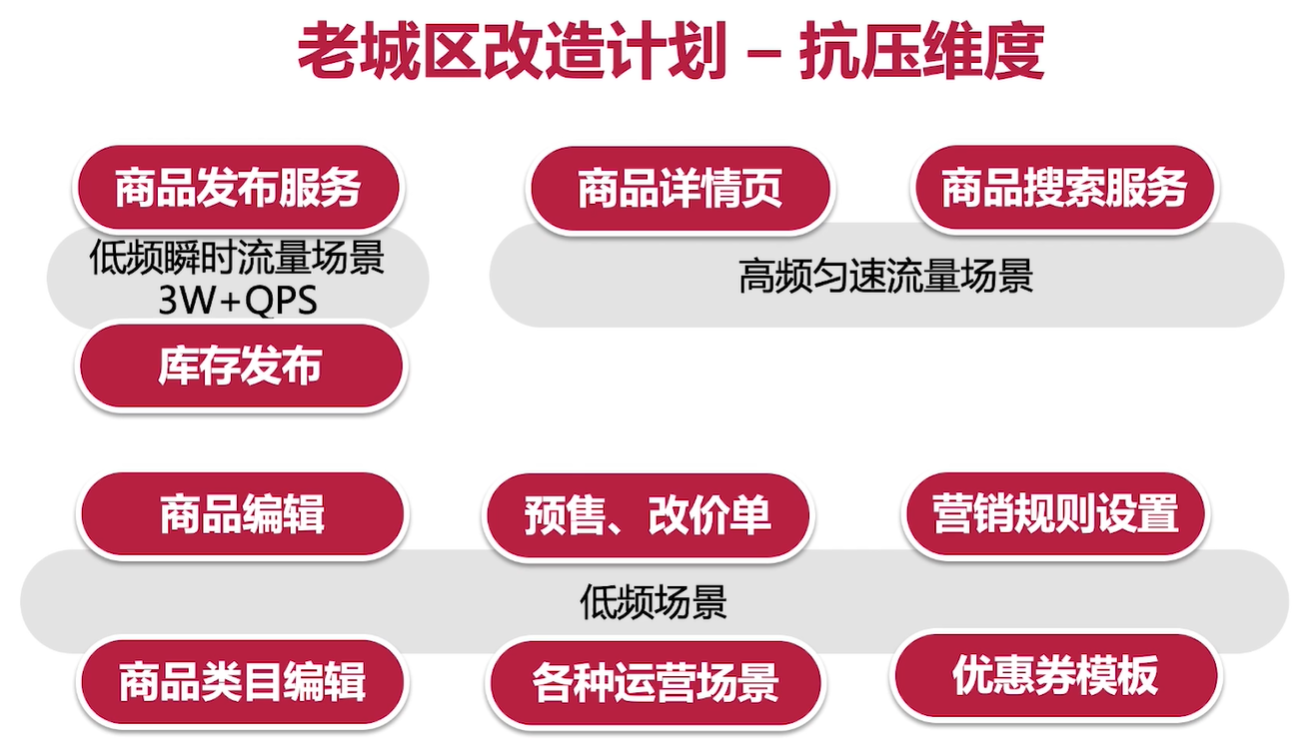 老城区改造计划 – 抗压维度
商品发布服务
商品详情页
商品搜索服务
低频瞬时流量场景
3W+QPS
高频匀速流量场景
库存发布
商品编辑
预售、改价单
营销规则设置
低频场景
商品类目编辑
各种运营场景
优惠券模板